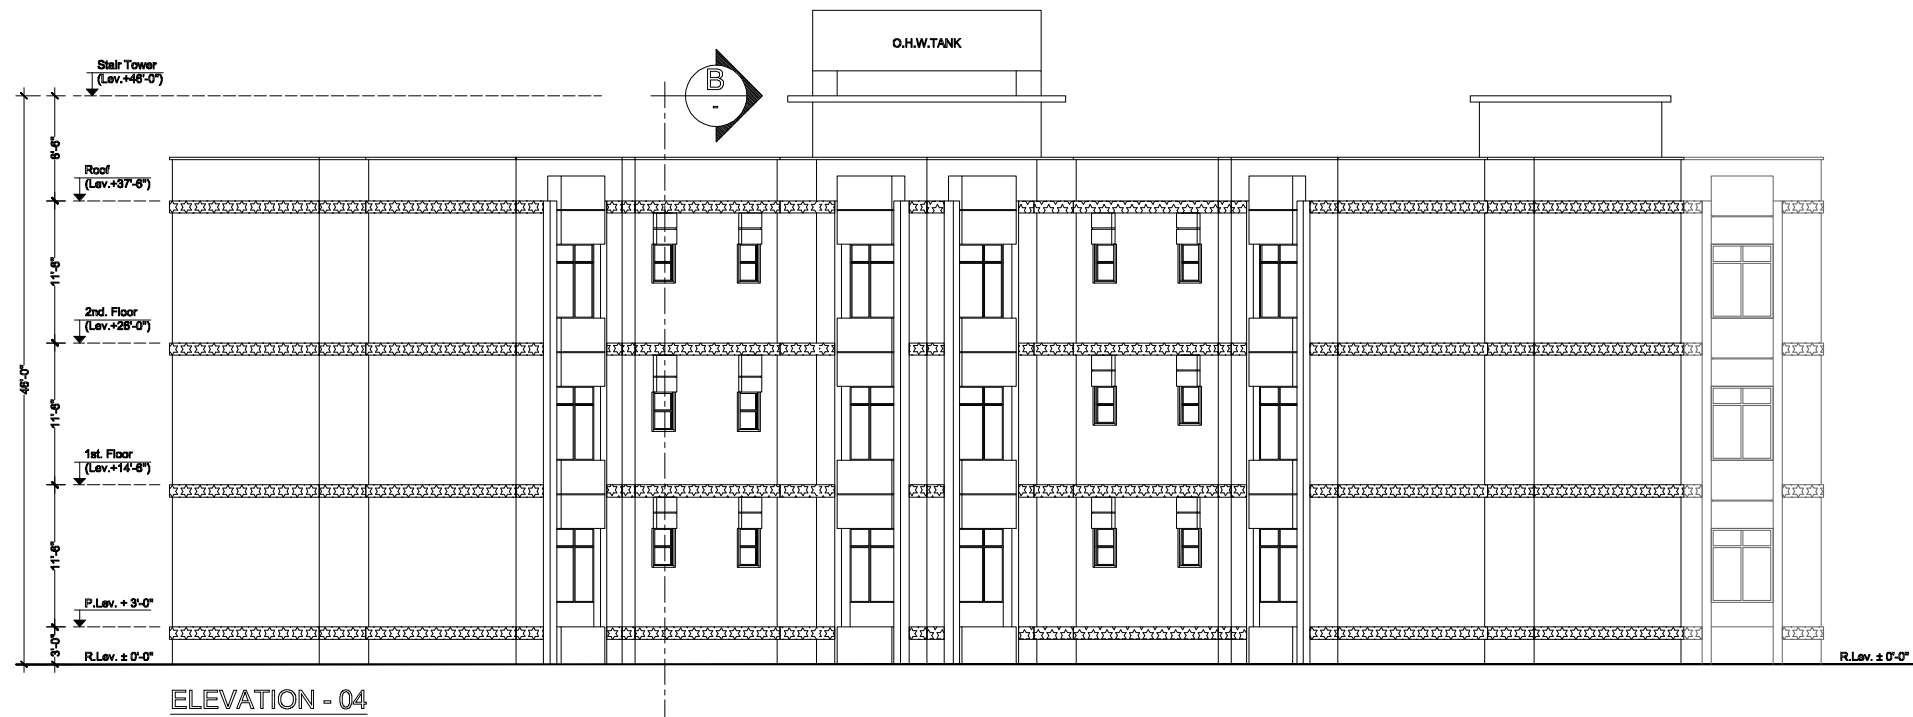 O.H.W.TANK
Stair Tower
(Lev.+46'-0")
B
-
8'-6"
Roof
(Lev.+37'-6")
11'-6"
2nd. Floor
(Lev.+26'-0")
46'-0"
11'-6"
1st. Floor
(Lev.+14'-6")
11'-6"
P.Lev. + 3'-0"
3'-0"
R.Lev. ± 0'-0"
R.Lev. ± 0'-0"
ELEVATION - 04